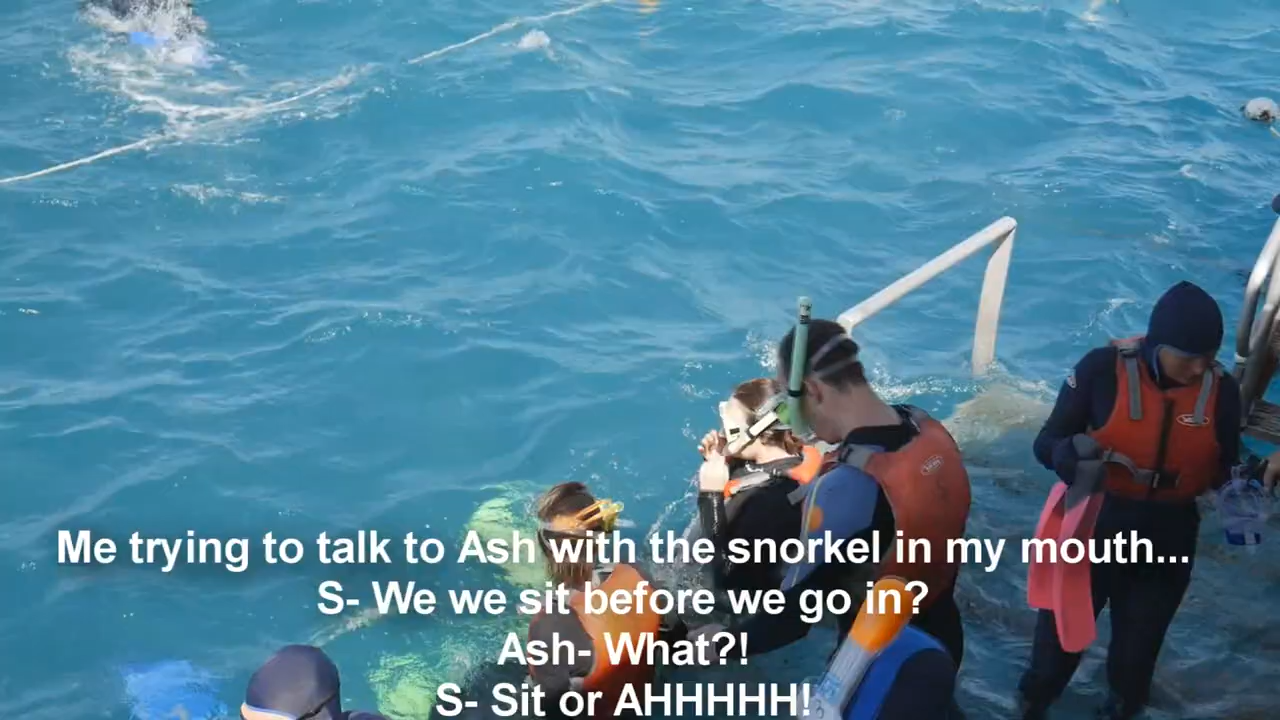 Me trying to talk to Ash with the snorkel in my mouth...
S- We we sit before we go in?
Ash- What?!
S- Sit or AHHHHH!